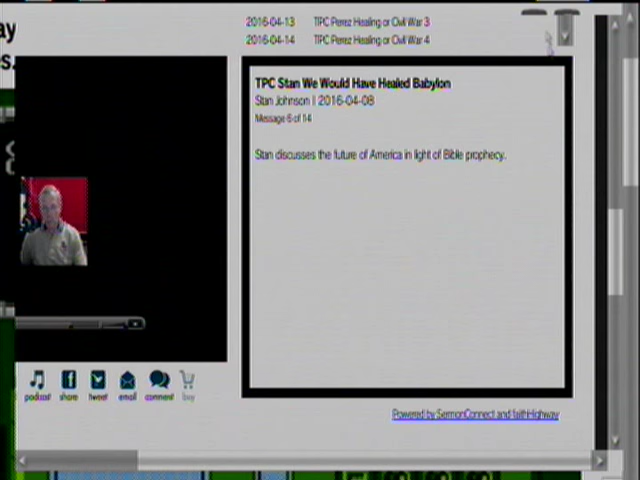 2016-04-13 TPC Perez Healing or Civil War 3
2016-04-14 TPC Perez Healing or Civil War 4
ay
s.
TPC Stan We Would Have Healed Babylon
Stan Johnson | 2016-04-08
Message 6 of 14
Stan discusses the future of America in light of Bible prophecy.
podcast share tweet email comment buy
Powered by SermonConnect and faithHighway